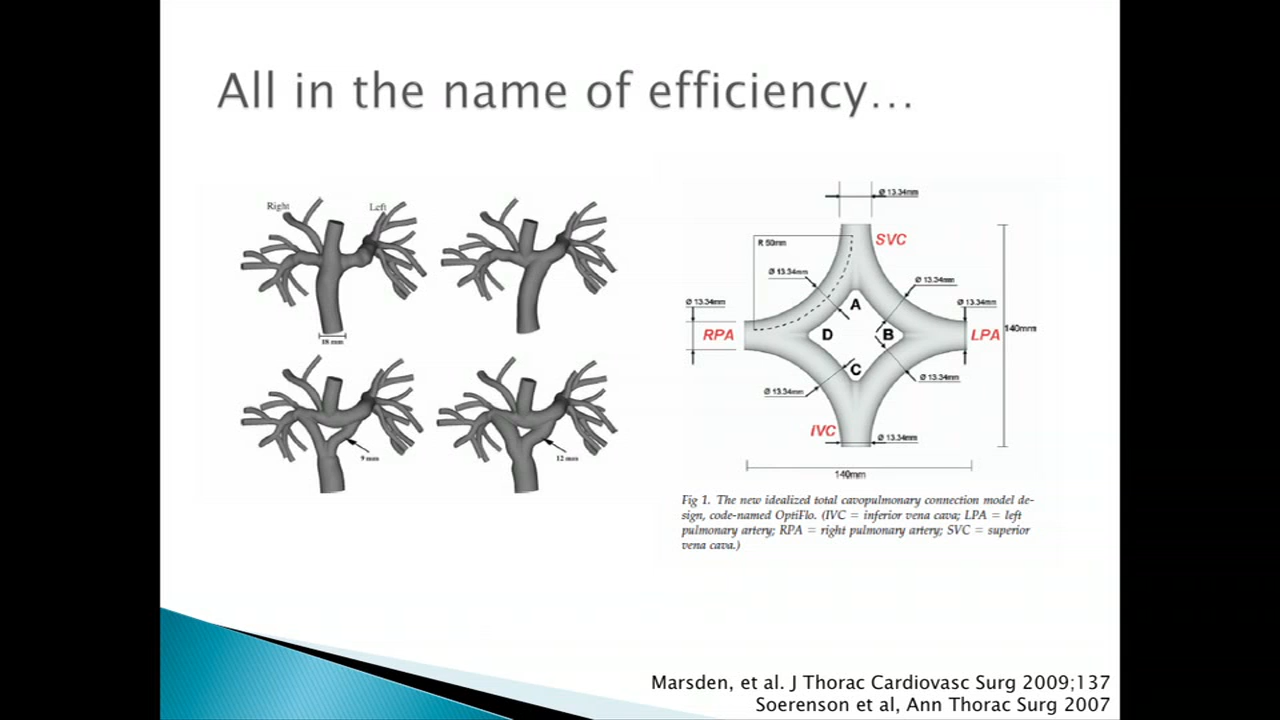 All in the name of efficiency...
Right
Left
18 mm
9 mm
12 mm
Ø 13.34mm
SVC
R 50mm
Ø 13.34mm
Ø 13.34mm
Ø 13.34mm
Ø 13.34mm
A
RPA
D
B
LPA
140mm
C
Ø 13.34mm
Ø 13.34mm
IVC
Ø 13.34mm
140mm
Fig 1. The new idealized total cavopulmonary connection model de-
sign, code-named OptiFlo. (IVC = inferior vena cava; LPA = left
pulmonary artery; RPA = right pulmonary artery; SVC = superior
vena cava.)
Marsden, et al. J Thorac Cardiovasc Surg 2009;137
Soerenson et al, Ann Thorac Surg 2007